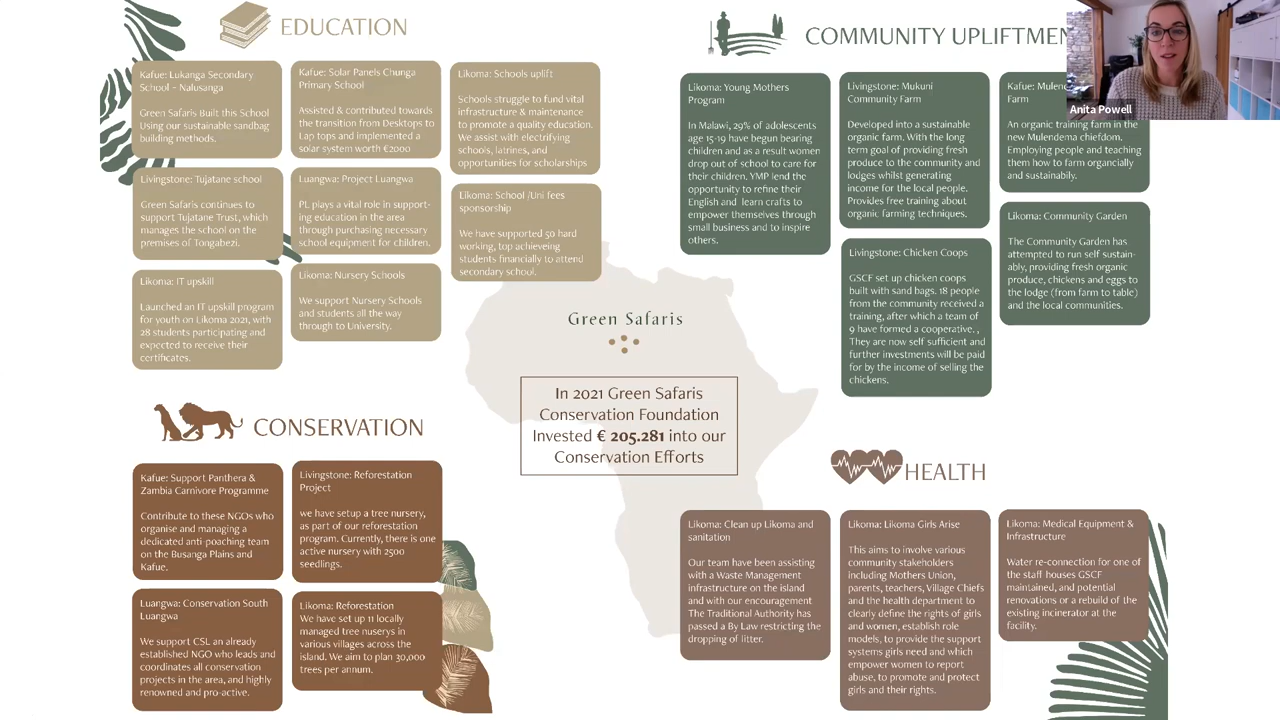 EDUCATION
Kafue: Lukanga Secondary
School - Nalusanga
Green Safaris Built this School
Using our sustainable sandbag
building methods.
Kafue: Solar Panels Chunga
Primary School
Assisted & contributed towards
the transition from Desktops to
Lap tops and implemented a
solar system worth €2000
Likoma: Schools uplift
Schools struggle to fund vital
infrastructure & maintenance
to promote a quality education.
We assist with electrifying
schools, latrines, and
opportunities for scholarships
Livingstone: Tujatane school
Green Safaris continues to
support Tujatane Trust, which
manages the school on the
premises of Tongabezi.
Luangwa: Project Luangwa
PL plays a vital role in support-
ing education in the area
through purchasing necessary
school equipment for children.
Likoma: School /Uni fees
sponsorship
We have supported 50 hard
working, top achieveing
students financially to attend
secondary school.
Likoma: IT upskill
Launched an IT upskill program
for youth on Likoma 2021, with
28 students participating and
expected to receive their
certificates.
Likoma: Nursery Schools
We support Nursery Schools
and students all the way
through to University.
COMMUNITY UPLIFTMEN
Anita Powell
Likoma: Young Mothers
Program
In Malawi, 29% of adolescents
age 15-19 have begun bearing
children and as a result women
drop out of school to care for
their children. YMP lend the
opportunity to refine their
English and learn crafts to
empower themselves through
small business and to inspire
others.
Livingstone: Mukuni
Community Farm
Developed into a sustainable
organic farm. With the long
term goal of providing fresh
produce to the community and
lodges whilst generating
income for the local people.
Provides free training about
organic farming techniques.
Kafue: Mulend
Farm
An organic training farm in the
new Mulendema chiefdom.
Employing people and teaching
them how to farm organcially
and sustainabily.
Livingstone: Chicken Coops
GSCF set up chicken coops
built with sand bags. 18 people
from the community received a
training, after which a team of
9 have formed a cooperative. ,
They are now self sufficient and
further investments will be paid
for by the income of selling the
chickens.
Likoma: Community Garden
The Community Garden has
attempted to run self sustain-
ably, providing fresh organic
produce, chickens and eggs to
the lodge (from farm to table)
and the local communities.
Green Safaris
In 2021 Green Safaris
Conservation Foundation
Invested € 205.281 into our
Conservation Efforts
CONSERVATION
Kafue: Support Panthera &
Zambia Carnivore Programme
Contribute to these NGOs who
organise and managing a
dedicated anti-poaching team
on the Busanga Plains and
Kafue.
Livingstone: Reforestation
Project
we have setup a tree nursery,
as part of our reforestation
program. Currently, there is one
active nursery with 2500
seedlings.
Luangwa: Conservation South
Luangwa
We support CSL an already
established NGO who leads and
coordinates all conservation
projects in the area, and highly
renowned and pro-active.
Likoma: Reforestation
We have set up 11 locally
managed tree nuserys in
various villages across the
island. We aim to plan 30,000
trees per annum.
HEALTH
Likoma: Clean up Likoma and
sanitation
Our team have been assisting
with a Waste Management
infrastructure on the island
and with our encouragement
The Traditional Authority has
passed a By Law restricting the
dropping of litter.
Likoma: Likoma Girls Arise
This aims to involve various
community stakeholders
including Mothers Union,
parents, teachers, Village Chiefs
and the health department to
clearly define the rights of girls
and women, establish role
models, to provide the support
systems girls need and which
empower women to report
abuse, to promote and protect
girls and their rights.
Likoma: Medical Equipment &
Infrastructure
Water re-connection for one of
the staff houses GSCF
maintained, and potential
renovations or a rebuild of the
existing incinerator at the
facility.